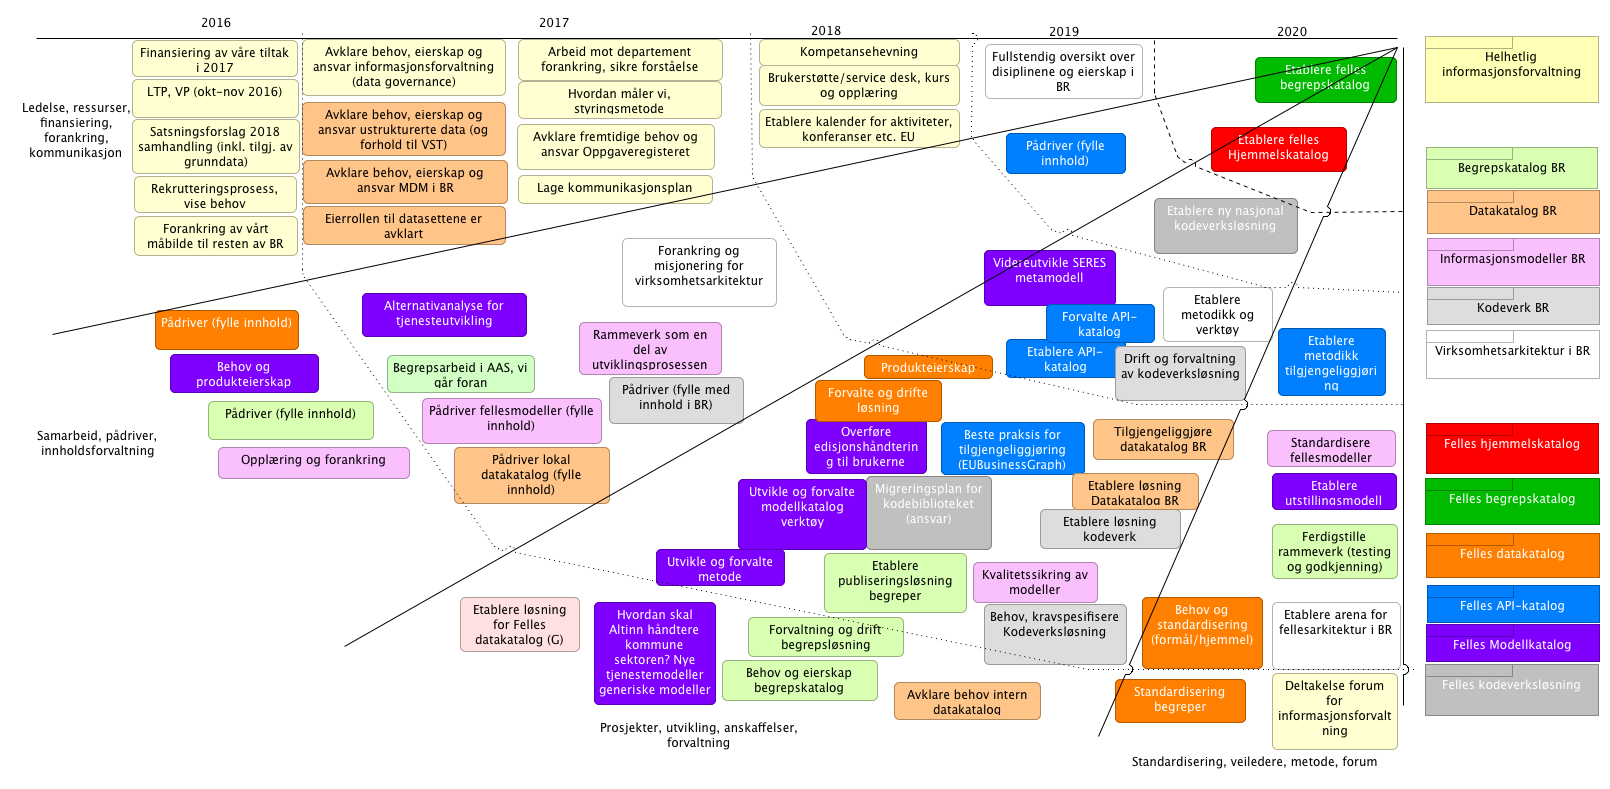 2016
2017
2018
2019
2020
Ledelse, ressurser,
finansiering,
forankring,
kommunikasjon
Finansiering av våre tiltak
i 2017
LTP, VP (okt-nov 2016)
Satsningsforslag 2018
samhandling (inkl. tilgj. av
grunndata)
Rekrutteringsprosess,
vise behov
Forankring av vårt
måbilde til resten av BR
Avklare behov, eierskap og
ansvar informasjonsforvaltning
(data governance)
Avklare behov, eierskap og
ansvar ustrukturerte data (og
forhold til VST)
Avklare behov, eierskap og
ansvar MDM i BR
Eierrollen til datasettene er
avklart
Arbeid mot departement
forankring, sikre forståelse
Hvordan måler vi,
styringsmetode
Avklare fremtidige behov og
ansvar Oppgaveregisteret
Lage kommunikasjonsplan
Kompetansehevning
Brukerstøtte/service desk, kurs
og opplæring
Etablere kalender for aktiviteter,
konferanser etc. EU
Fullstendig oversikt over
disiplinene og eierskap i
BR
Pådriver (fylle
innhold)
Etablere felles
begrepskatalog
Etablere felles
Hjemmelskatalog
Etablere ny nasjonal
kodeverksløsning
Samarbeid, pådriver,
innholdsforvaltning
Pådriver (fylle innhold)
Behov og
produkteierskap
Pådriver (fylle innhold)
Opplæring og forankring
Alternativanalyse for
tjenesteutvikling
Begrepsarbeid i AAS, vi
går foran
Pådriver fellesmodeller (fylle
innhold)
Pådriver lokal
datakatalog (fylle
innhold)
Forankring og
misjonering for
virksomhetsarkitektur
Rammeverk som en
del av
utviklingsprosessen
Pådriver (fylle med
innhold i BR)
Videreutvikle SERES
metamodell
Forvalte API-
katalog
Etablere API-
katalog
Etablere
metodikk og
verktøy
Drift og forvaltning
av kodeverksløsning
Etablere
metodikk
tilgjengeliggjøri
ng
Produkteierskap
Forvalte og drifte
løsning
Overføre
edisjonshåndterin
g til brukerne
Beste praksis for
tilgjengeliggjøring
(EUBusinessGraph)
Tilgjengeliggjøre
datakatalog BR
Etablere løsning
Datakatalog BR
Etablere løsning
kodeverk
Utvikle og forvalte
modellkatalog
verktøy
Migreringsplan for
kodebiblioteket
(ansvar)
Utvikle og forvalte
metode
Etablere
publiseringsløsning
begreper
Kvalitetssikring av
modeller
Behov, kravspesifisere
Kodeverksløsning
Etablere løsning
for Felles
datakatalog (G)
Hvordan skal
Altinn håndtere
kommune
sektoren? Nye
tjenestemodeller
generiske modeller
Forvaltning og drift
begrepsløsning
Behov og eierskap
begrepskatalog
Avklare behov intern
datakatalog
Prosjekter, utvikling, anskaffelser,
forvaltning
Standardisere
fellesmodeller
Etablere
utstillingsmodell
Ferdigstille
rammeverk (testing
og godkjenning)
Behov og
standardisering
(formål/hjemmel)
Etablere arena for
fellesarkitektur i BR
Standardisering
begreper
Deltakelse forum
for
informasjonsforvalt
ning
Standardisering, veiledere, metode, forum
Helhetlig
informasjonsforvaltning
Begrepskatalog BR
Datakatalog BR
Informasjonsmodeller BR
Kodeverk BR
Virksomhetsarkitektur i BR
Felles hjemmelskatalog
Felles begrepskatalog
Felles datakatalog
Felles API-katalog
Felles Modellkatalog
Felles kodeverksløsning